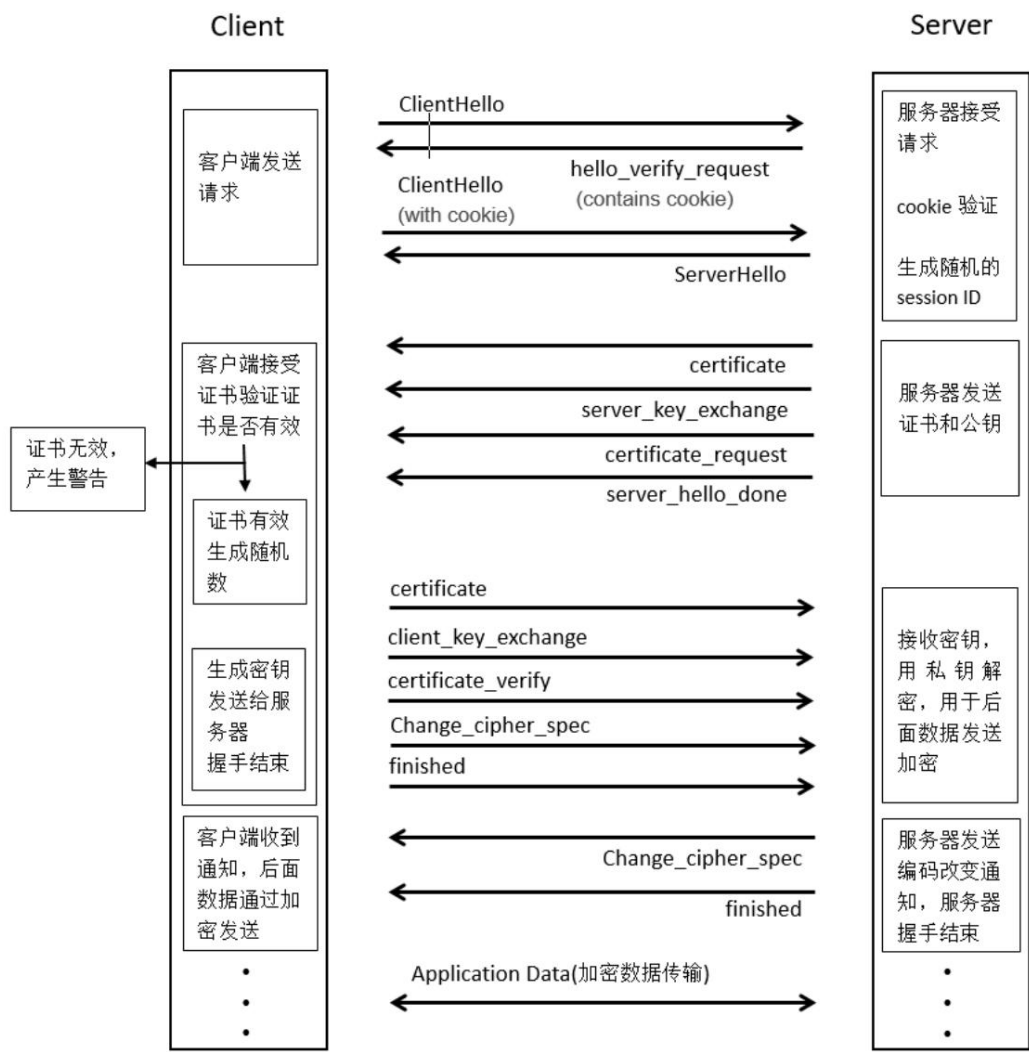 Client
Server
ClientHello
hello_verify_request
(contains cookie)
ClientHello
(with cookie)
ServerHello
客户端发送
请求
服务器接受
请求
cookie 验证
生成随机的
session ID
客户端接受
证书验证证
书是否有效
certificate
server_key_exchange
certificate_request
server_hello_done
服务器发送
证书和公钥
证书无效，
产生警告
证书有效
生成随机
数
certificate
client_key_exchange
certificate_verify
Change_cipher_spec
finished
生成密钥
发送给服
务器
握手结束
接收密钥，
用私钥解
密，用于后
面数据发送
加密
客户端收到
通知，后面
数据通过加
密发送
Change_cipher_spec
finished
服务器发送
编码改变通
知，服务器
握手结束
Application Data(加密数据传输)